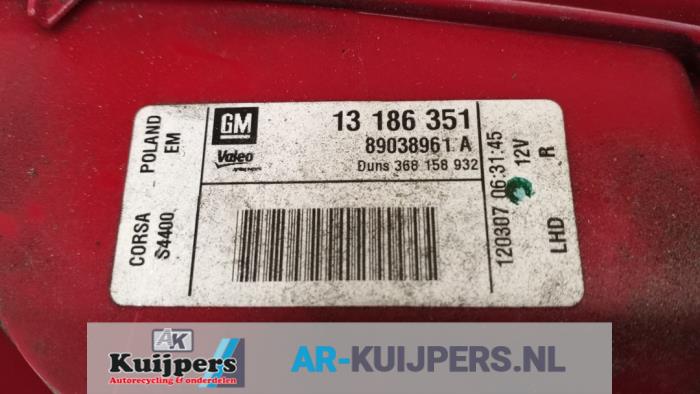 CORSA POLAND
S4400 EM
GM
Valeo
13 186 351
89038961 A
Duns 368 158 932
120307 06:31:45
12V
LHD R
AK
Kuijpers
Autorecycling & onderdelen
AR-KUIJPERS.NL